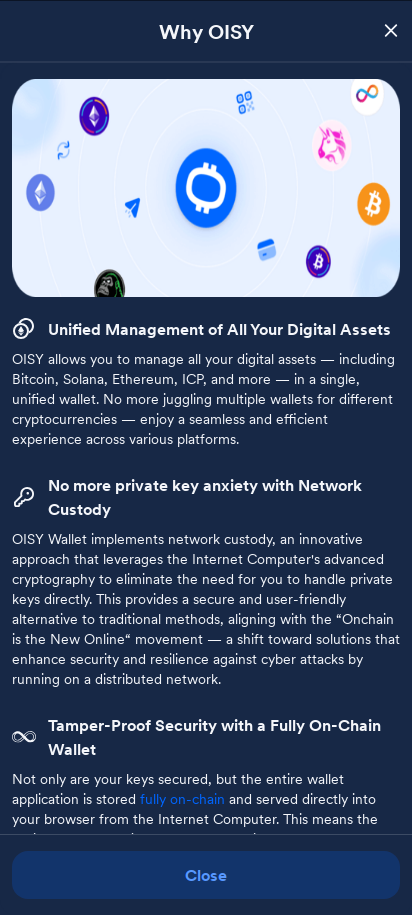 Why OISY
Unified Management of All Your Digital Assets
OISY allows you to manage all your digital assets — including
Bitcoin, Solana, Ethereum, ICP, and more — in a single,
unified wallet. No more juggling multiple wallets for different
cryptocurrencies — enjoy a seamless and efficient
experience across various platforms.
No more private key anxiety with Network
Custody
OISY Wallet implements network custody, an innovative
approach that leverages the Internet Computer's advanced
cryptography to eliminate the need for you to handle private
keys directly. This provides a secure and user-friendly
alternative to traditional methods, aligning with the “Onchain
is the New Online“ movement — a shift toward solutions that
enhance security and resilience against cyber attacks by
running on a distributed network.
Tamper-Proof Security with a Fully On-Chain
Wallet
Not only are your keys secured, but the entire wallet
application is stored fully on-chain and served directly into
your browser from the Internet Computer. This means the
Close